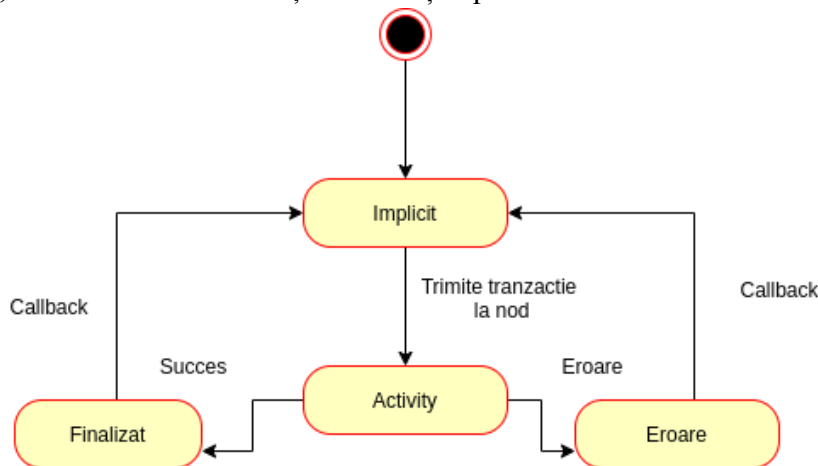 Implicit
Trimite tranzactie
la nod
Callback
Callback
Succes
Eroare
Activity
Finalizat
Eroare